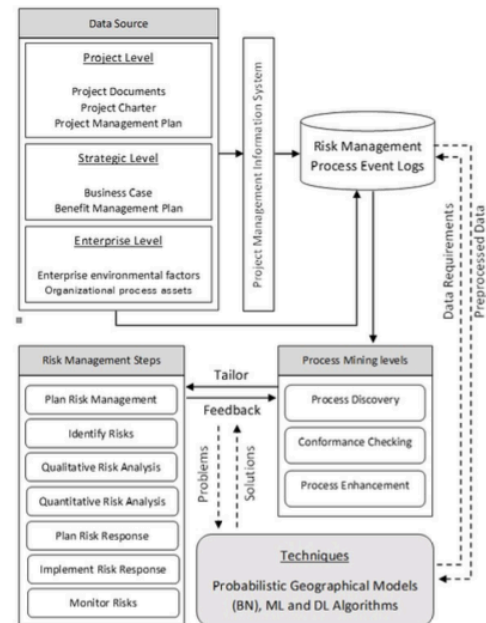 Data Source
Project Level
Project Documents
Project Charter
Project Management Plan
Strategic Level
Business Case
Benefit Management Plan
Enterprise Level
Enterprise environmental factors
Organizational process assets
Project Management Information System
Risk Management
Process Event Logs
Data Requirements
Preprocessed Data
Risk Management Steps
Plan Risk Management
Identify Risks
Qualitative Risk Analysis
Quantitative Risk Analysis
Plan Risk Response
Implement Risk Response
Monitor Risks
Tailor
Feedback
Problems
Solutions
Process Mining levels
Process Discovery
Conformance Checking
Process Enhancement
Techniques
Probabilistic Geographical Models
(BN), ML and DL Algorithms